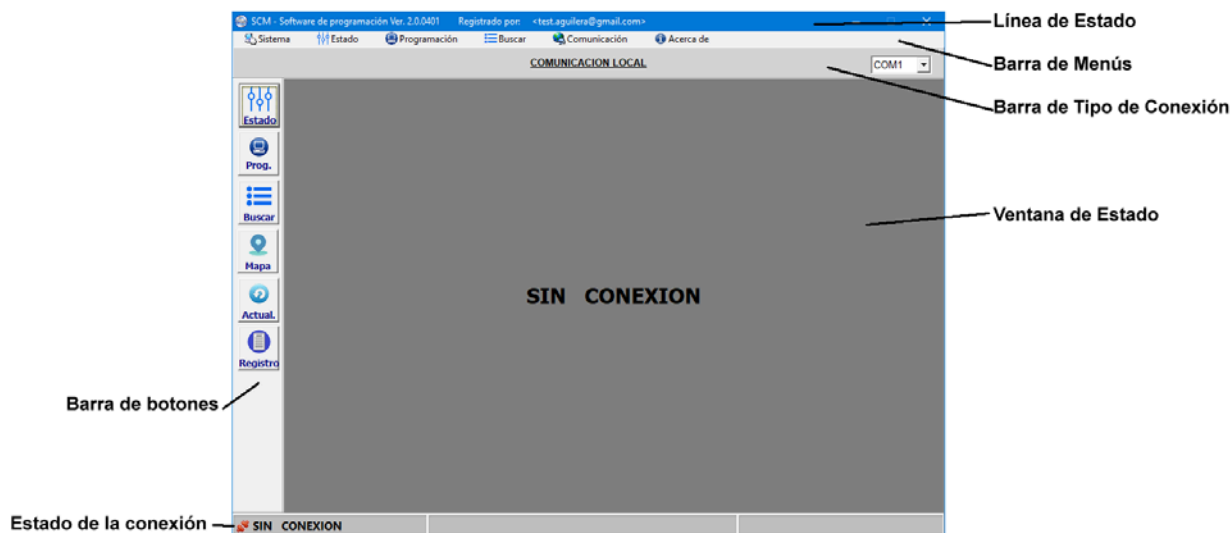 SCM - Software de programación Ver. 2.0.0401 Registrado por: <test.aguilera@gmail.com>
Línea de Estado
Sistema Estado Programación Buscar Comunicación Acerca de
Barra de Menús
COMUNICACION LOCAL COM1
Barra de Tipo de Conexión
Estado
Prog.
Buscar
Ventana de Estado
Mapa
SIN CONEXION
Actual.
Registro
Barra de botones
Estado de la conexión
SIN CONEXION